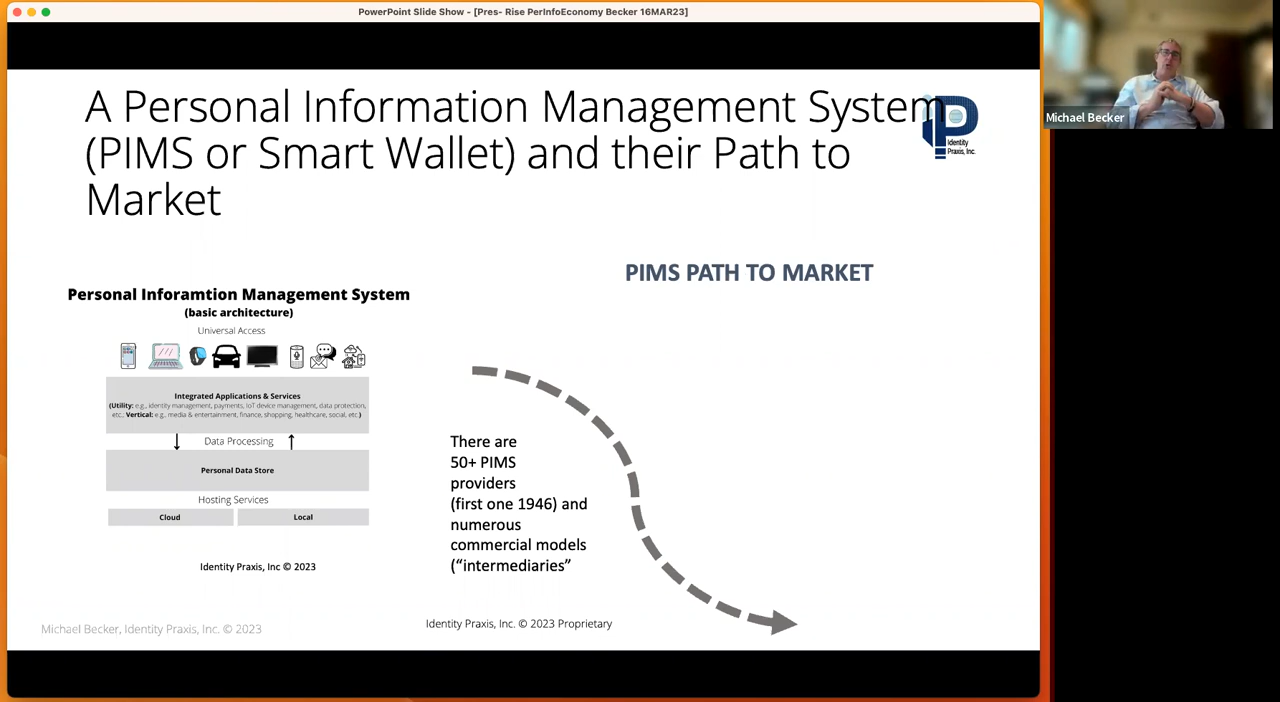 PowerPoint Slide Show - [Pres- Rise PerInfoEconomy Becker 16MAR23]
A Personal Information Management System
(PIMS or Smart Wallet) and their Path to
Market
Identity
Praxis, Inc.
Michael Becker
PIMS PATH TO MARKET
Personal Inforamtion Management System
(basic architecture)
Universal Access
Integrated Applications & Services
(Utility: e.g., identity management, payments, IoT device management, data protection,
etc. Vertical: e.g., media & entertainment, finance, shopping, healthcare, social, etc.)
Data Processing
Personal Data Store
Hosting Services
Cloud
Local
Identity Praxis, Inc © 2023
There are
50+ PIMS
providers
(first one 1946) and
numerous
commercial models
(“intermediaries”
Identity Praxis, Inc. © 2023 Proprietary
Michael Becker, Identity Praxis, Inc. © 2023